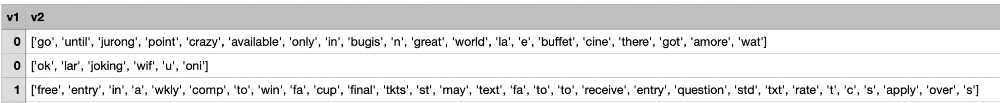 v1 v2
0 ['go', 'until', 'jurong', 'point', 'crazy', 'available', 'only', 'in', 'bugis', 'n', 'great', 'world', 'la', 'e', 'buffet', 'cine', 'there', 'got', 'amore', 'wat']
0 ['ok', 'lar', 'joking', 'wif', 'u', 'oni']
1 ['free', 'entry', 'in', 'a', 'wkly', 'comp', 'to', 'win', 'fa', 'cup', 'final', 'tkts', 'st', 'may', 'text', 'fa', 'to', 'to', 'receive', 'entry', 'question', 'std', 'txt', 'rate', 't', 'c', 's', 'apply', 'over', 's']